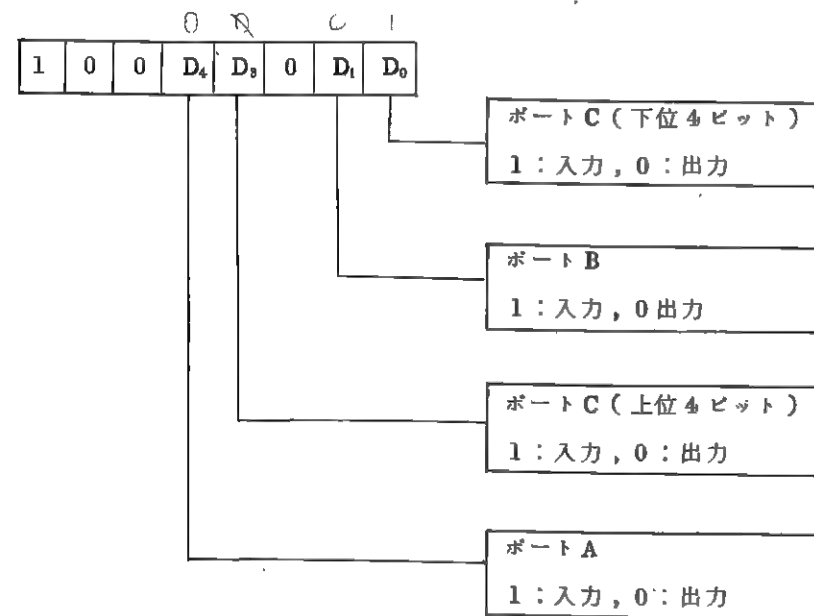 0 0 1
1 0 0 D₄ D₃ 0 D₁ D₀
ポートC(下位4ビット)
1:入力,0:出力
ポートB
1:入力,0出力
ポートC(上位4ビット)
1:入力,0:出力
ポートA
1:入力,0:出力